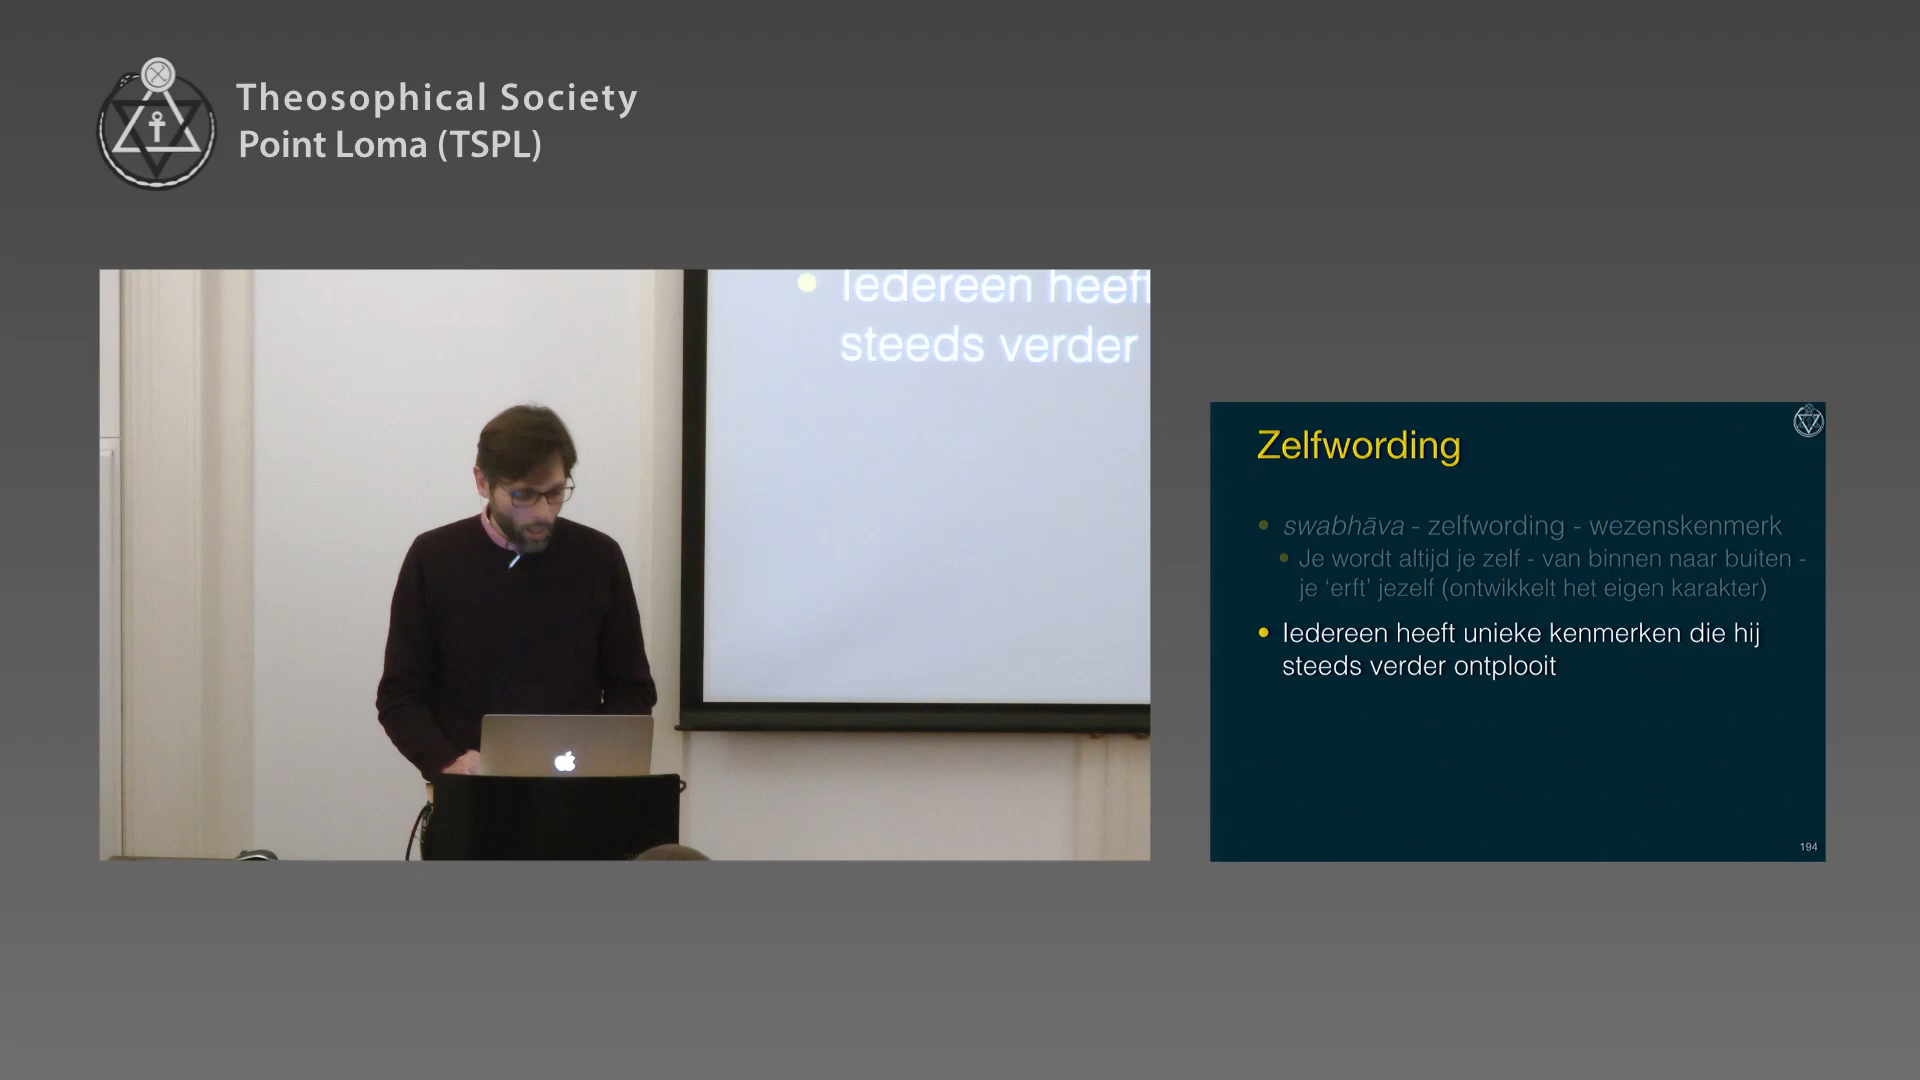 Theosophical Society
Point Loma (TSPL)
Iedereen heeft
steeds verder
Zelfwording
swabhāva - zelfwording - wezenskenmerk
Je wordt altijd je zelf - van binnen naar buiten -
je ‘erft’ jezelf (ontwikkelt het eigen karakter)
Iedereen heeft unieke kenmerken die hij
steeds verder ontplooit
194